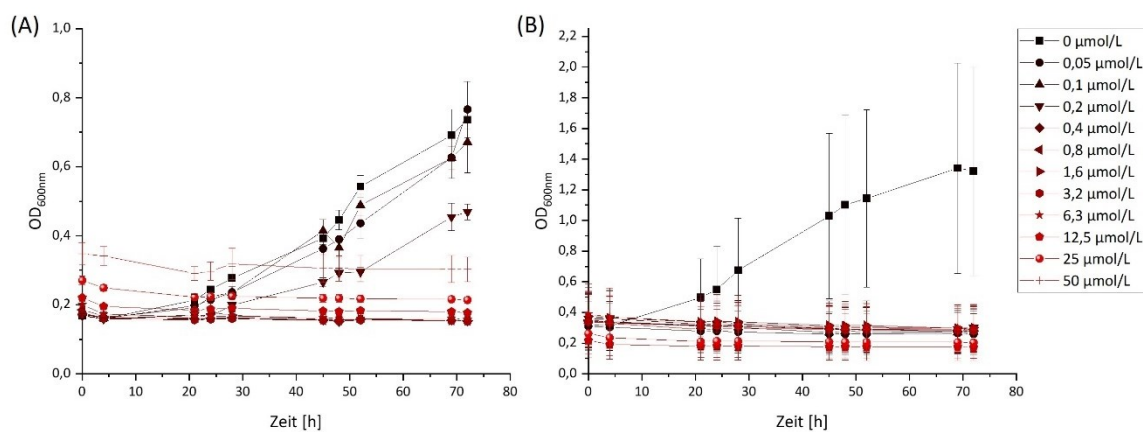 (A)
1,0
0,8
0,6
0,4
0,2
0,0
OD600nm
0 10 20 30 40 50 60 70 80
Zeit [h]
(B)
2,2
2,0
1,8
1,6
1,4
1,2
1,0
0,8
0,6
0,4
0,2
0,0
OD600nm
0 10 20 30 40 50 60 70 80
Zeit [h]
0 µmol/L
0,05 µmol/L
0,1 µmol/L
0,2 µmol/L
0,4 µmol/L
0,8 µmol/L
1,6 µmol/L
3,2 µmol/L
6,3 µmol/L
12,5 µmol/L
25 µmol/L
50 µmol/L